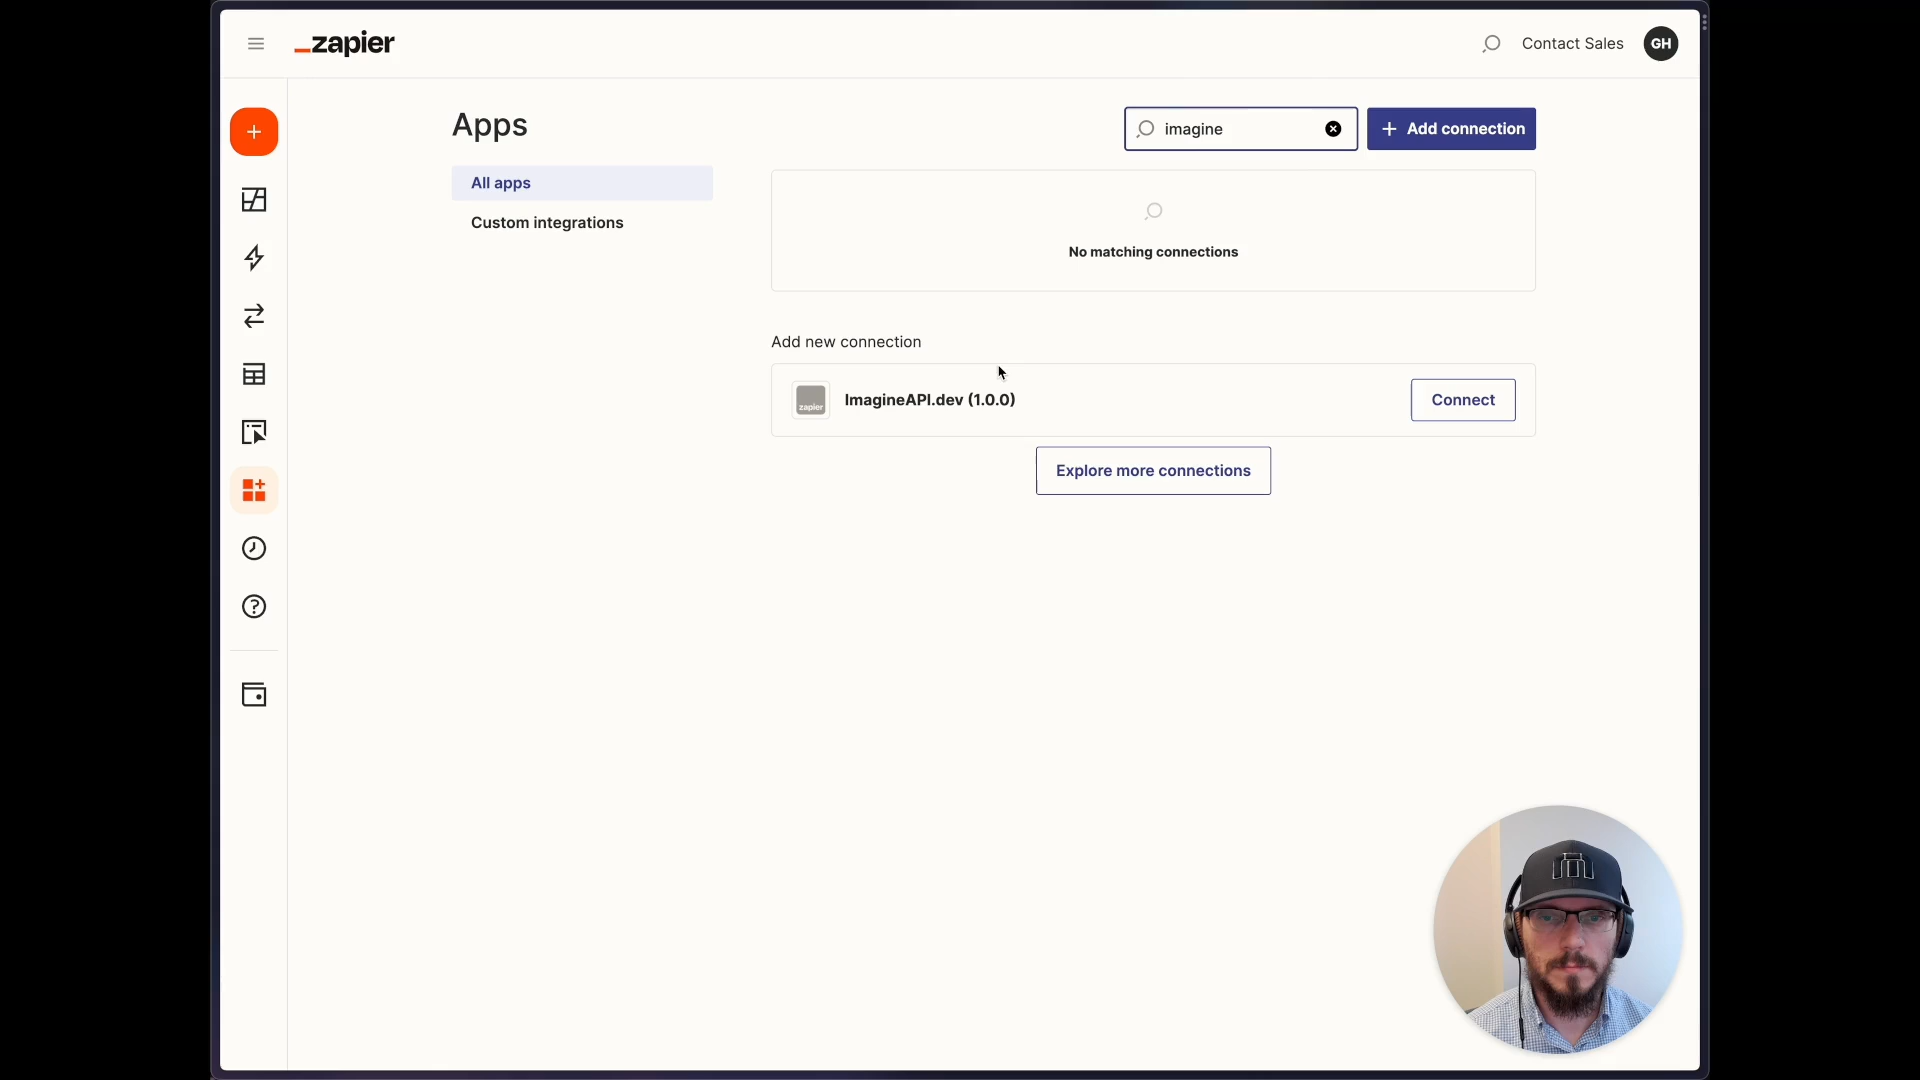 zapier
Contact Sales
GH
Apps
imagine
+ Add connection
All apps
Custom integrations
No matching connections
Add new connection
zapier
ImagineAPI.dev (1.0.0)
Connect
Explore more connections